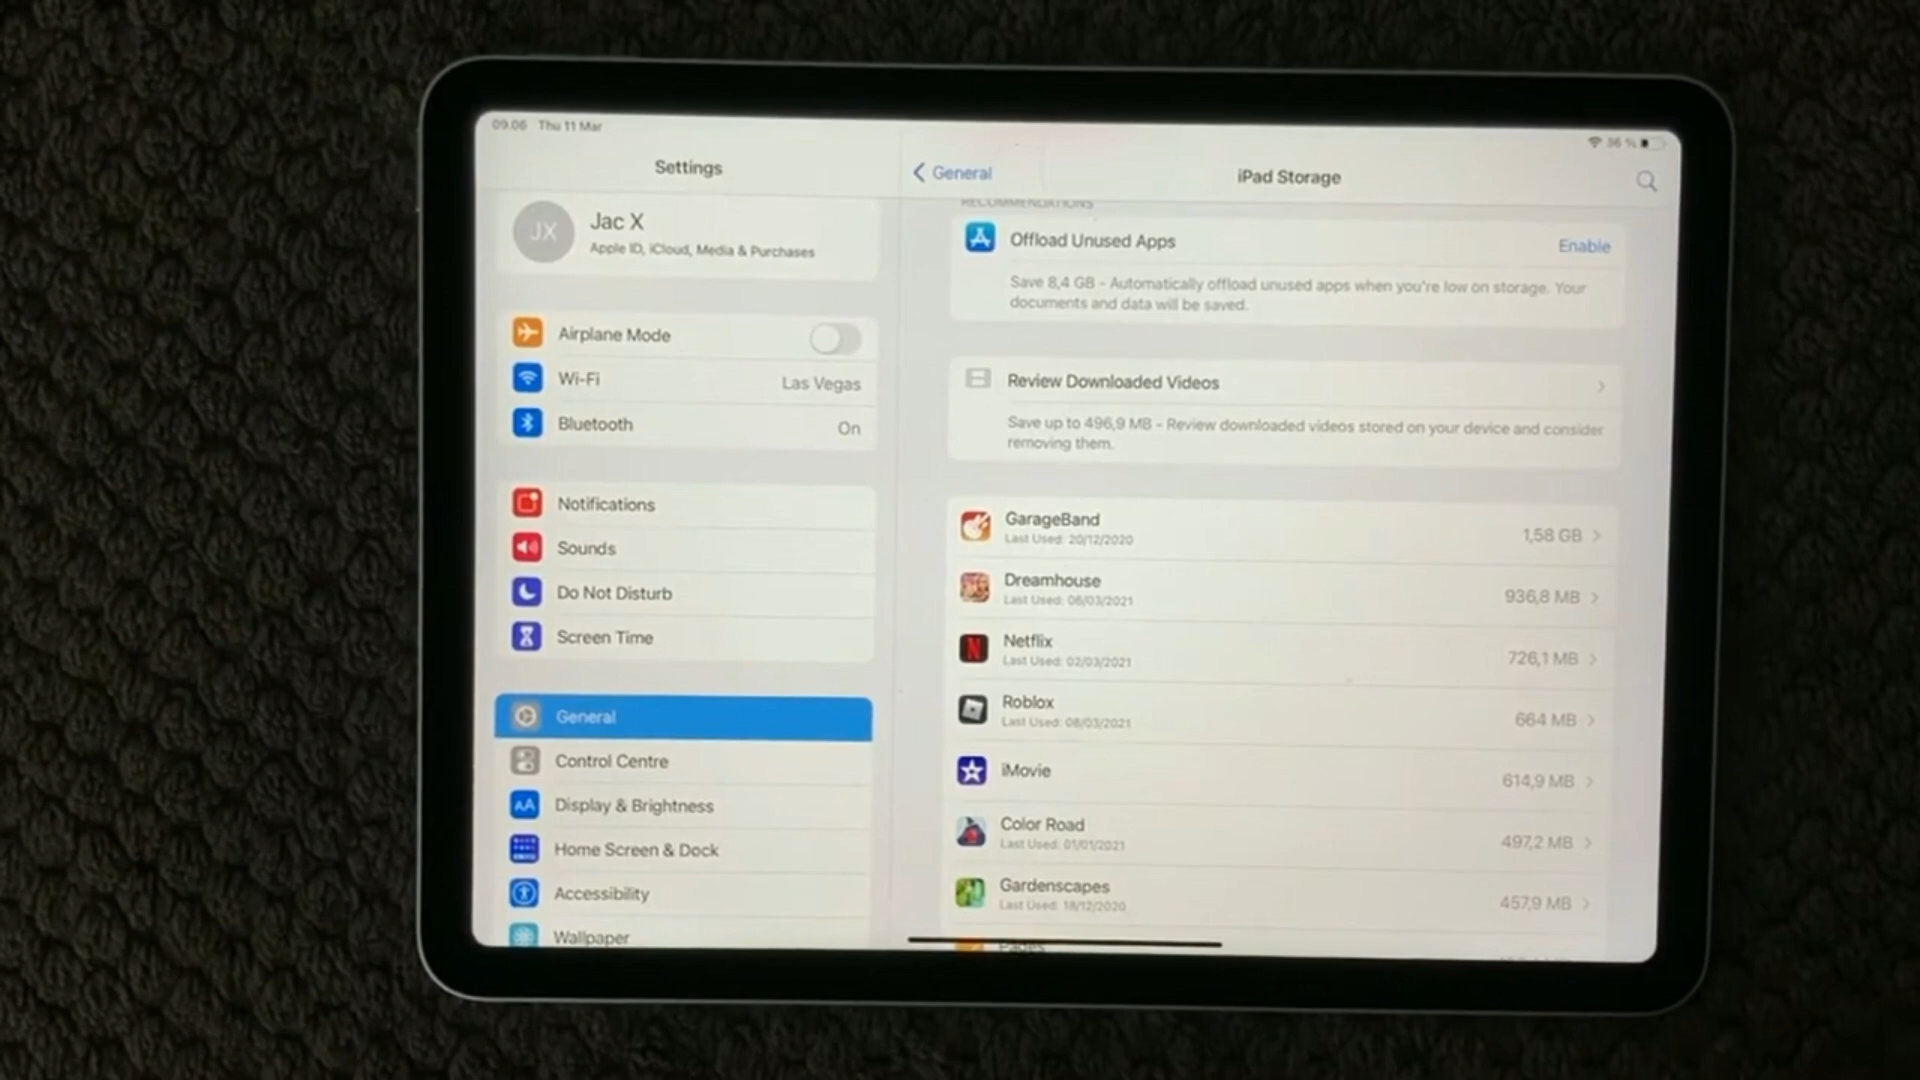 09.06 Thu 11 Mar
36 %
Settings
JX
Jac X
Apple ID, iCloud, Media & Purchases
Airplane Mode
Wi-Fi
Las Vegas
Bluetooth
On
Notifications
Sounds
Do Not Disturb
Screen Time
General
Control Centre
AA
Display & Brightness
Home Screen & Dock
Accessibility
Wallpaper
General
iPad Storage
RECOMMENDATIONS
Offload Unused Apps
Enable
Save 8,4 GB - Automatically offload unused apps when you're low on storage. Your
documents and data will be saved.
Review Downloaded Videos
Save up to 496,9 MB - Review downloaded videos stored on your device and consider
removing them.
GarageBand
Last Used: 20/12/2020
1,58 GB
Dreamhouse
Last Used: 06/03/2021
936,8 MB
N
Netflix
Last Used: 02/03/2021
726,1 MB
Roblox
Last Used: 08/03/2021
664 MB
iMovie
614,9 MB
Color Road
Last Used: 01/01/2021
497,2 MB
Gardenscapes
Last Used: 18/12/2020
457,9 MB
Pages